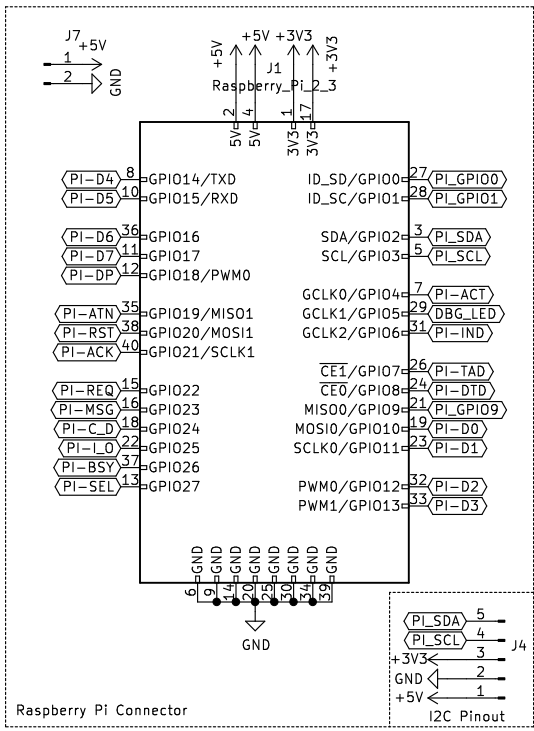 J7
1 +5V
2 GND
+5V +5V +3V3 +3V3
J1
Raspberry_Pi_2_3
2 4 1 17
5V 5V 3V3 3V3
PI-D4 8 GPIO14/TXD ID_SD/GPIO0 27 PI_GPIO0
PI-D5 10 GPIO15/RXD ID_SC/GPIO1 28 PI_GPIO1
PI-D6 36 GPIO16 SDA/GPIO2 3 PI_SDA
PI-D7 11 GPIO17 SCL/GPIO3 5 PI_SCL
PI-DP 12 GPIO18/PWM0
GCLK0/GPIO4 7 PI-ACT
PI-ATN 35 GPIO19/MISO1 GCLK1/GPIO5 29 DBG_LED
PI-RST 38 GPIO20/MOSI1 GCLK2/GPIO6 31 PI-IND
PI-ACK 40 GPIO21/SCLK1
CE1/GPIO7 26 PI-TAD
PI-REQ 15 GPIO22 CE0/GPIO8 24 PI-DTD
PI-MSG 16 GPIO23 MISO0/GPIO9 21 PI_GPIO9
PI-C_D 18 GPIO24 MOSI0/GPIO10 19 PI-D0
PI-I_O 22 GPIO25 SCLK0/GPIO11 23 PI-D1
PI-BSY 37 GPIO26
PI-SEL 13 GPIO27 PWM0/GPIO12 32 PI-D2
PWM1/GPIO13 33 PI-D3
GND GND GND GND GND GND GND GND
6 9 14 20 25 30 34 39
GND
PI_SDA 5
PI_SCL 4
J4
+3V3 3
GND 2
+5V 1
I2C Pinout
Raspberry Pi Connector